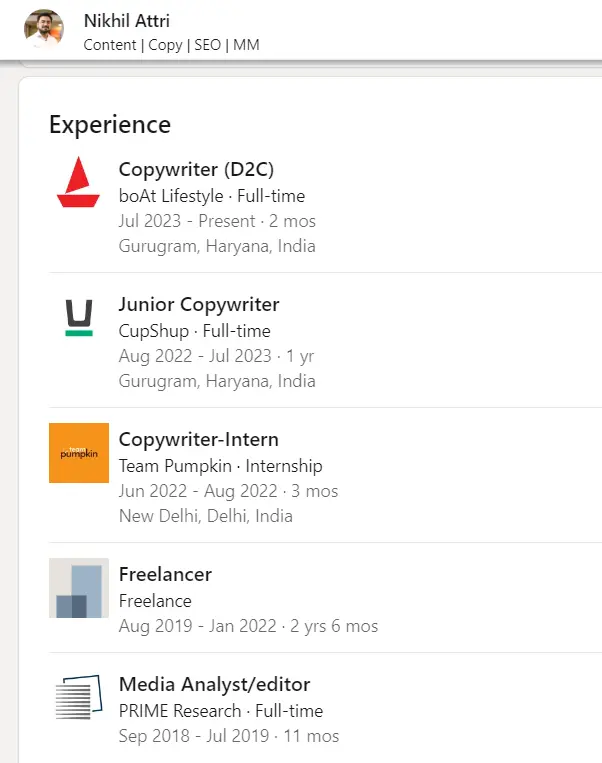 Nikhil Attri
Content | Copy | SEO | MM
Experience
Copywriter (D2C)
boAt Lifestyle · Full-time
Jul 2023 - Present · 2 mos
Gurugram, Haryana, India
Junior Copywriter
CupShup · Full-time
Aug 2022 - Jul 2023 · 1 yr
Gurugram, Haryana, India
team
pumpkin
Copywriter-Intern
Team Pumpkin · Internship
Jun 2022 - Aug 2022 · 3 mos
New Delhi, Delhi, India
Freelancer
Freelance
Aug 2019 - Jan 2022 · 2 yrs 6 mos
Media Analyst/editor
PRIME Research · Full-time
Sep 2018 - Jul 2019 · 11 mos